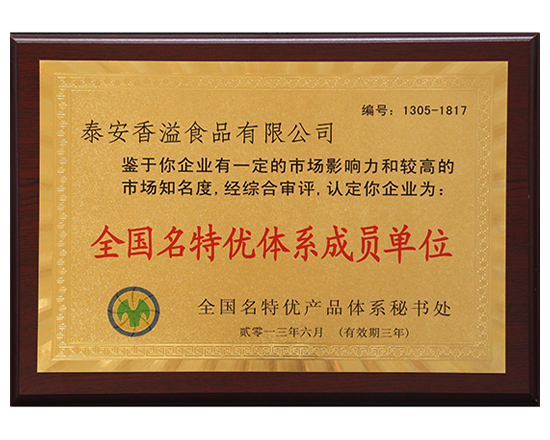 编号：1305-1817
泰安香溢食品有限公司
鉴于你企业有一定的市场影响力和较高的
市场知名度,经综合审评,认定你企业为：
全国名特优体系成员单位
全国名特优产品体系秘书处
贰零一三年六月 （有效期三年）